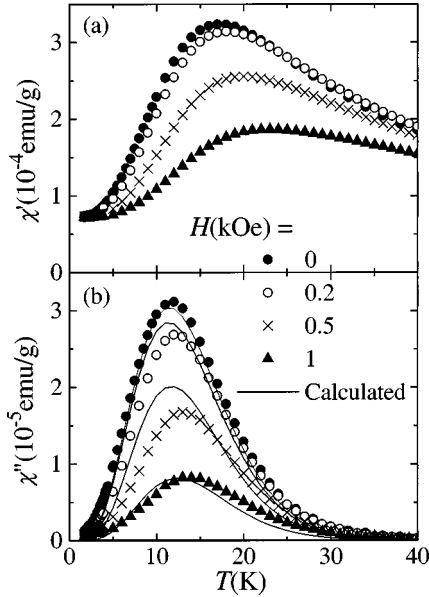 (a)
3
2
1
0
χ'(10⁻⁴emu/g)
H(kOe) =
0
0.2
0.5
1
Calculated
(b)
3
2
1
0
χ"(10⁻⁵emu/g)
0 10 20 30 40
T(K)